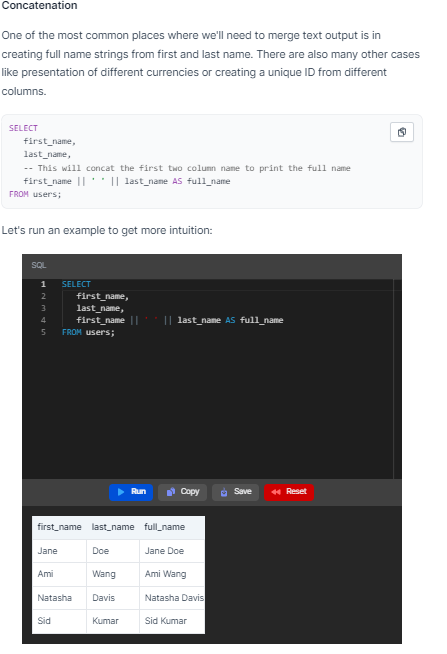 Concatenation
One of the most common places where we'll need to merge text output is in
creating full name strings from first and last name. There are also many other cases
like presentation of different currencies or creating a unique ID from different
columns.
SELECT
first_name,
last_name,
-- This will concat the first two column name to print the full name
first_name || ' ' || last_name AS full_name
FROM users;
Let's run an example to get more intuition:
SQL
1 SELECT
2 first_name,
3 last_name,
4 first_name || ' ' || last_name AS full_name
5 FROM users;
Run Copy Save Reset
first_name last_name full_name
Jane Doe Jane Doe
Ami Wang Ami Wang
Natasha Davis Natasha Davis
Sid Kumar Sid Kumar